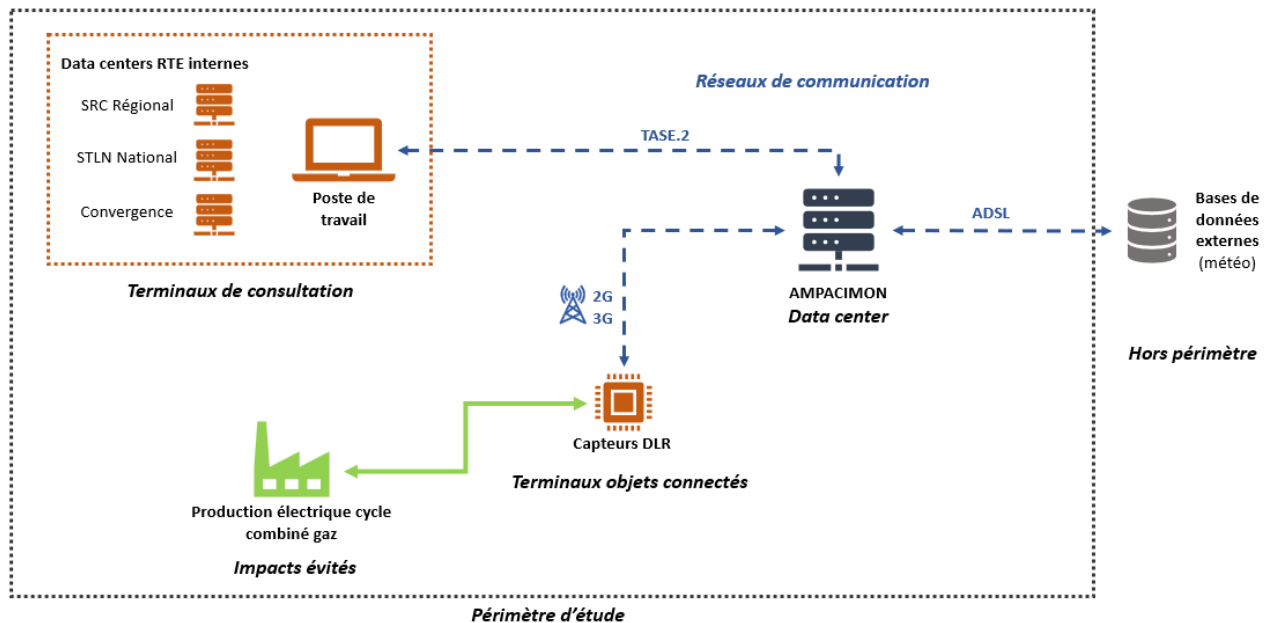 Data centers RTE internes
SRC Régional
STLN National
Convergence
Poste de
travail
Terminaux de consultation
Réseaux de communication
TASE.2
ADSL
2G
3G
AMPACIMON
Data center
Bases de
données
externes
(météo)
Hors périmètre
Capteurs DLR
Terminaux objets connectés
Production électrique cycle
combiné gaz
Impacts évités
Périmètre d’étude